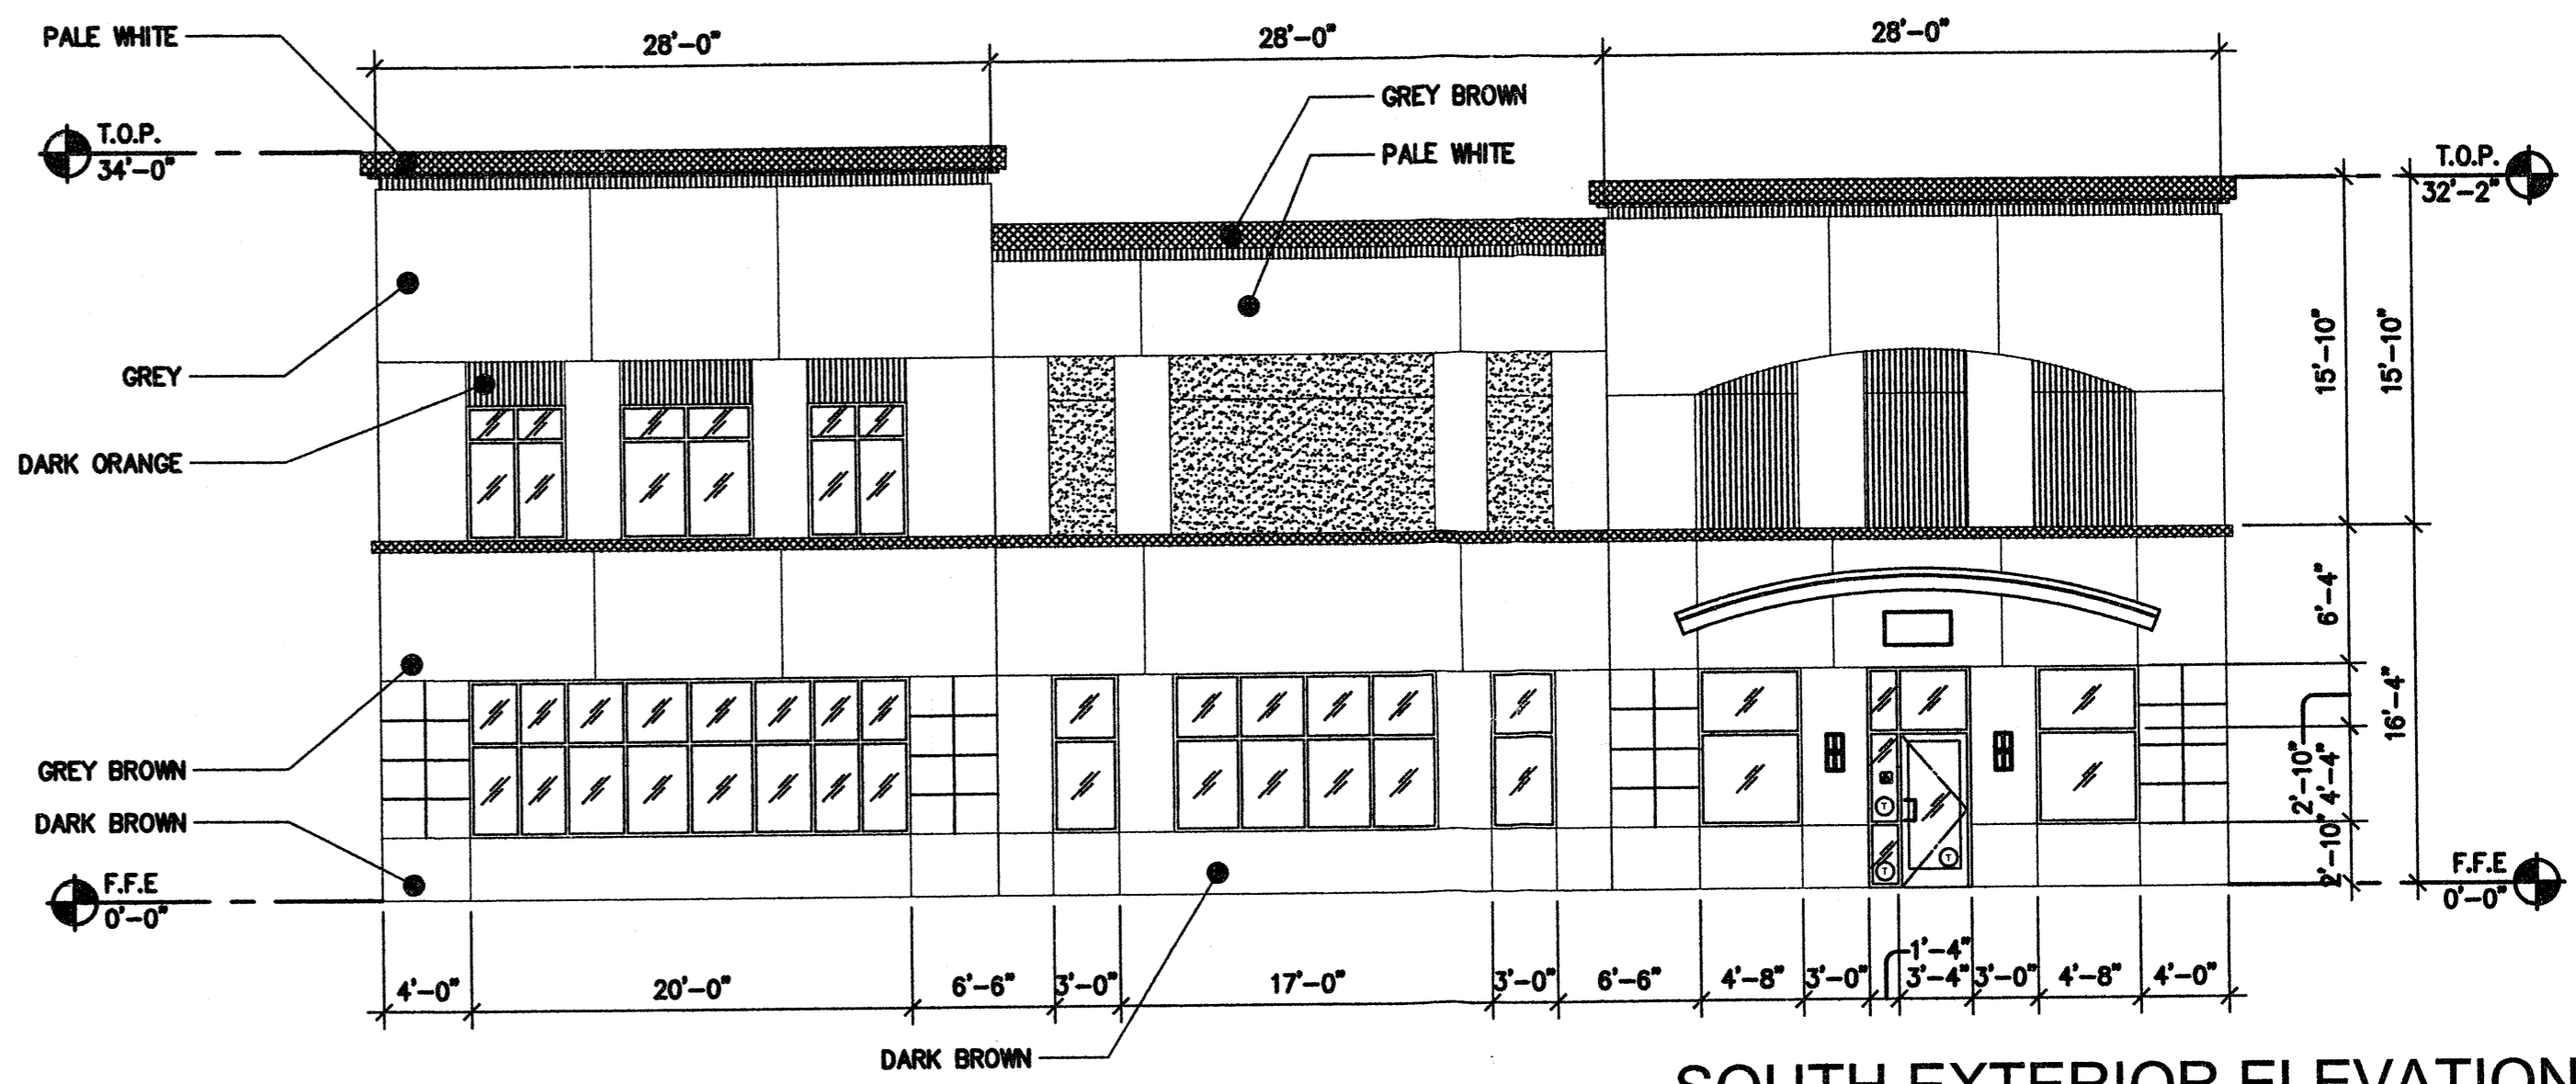 PALE WHITE
28'-0"
28'-0"
28'-0"
GREY BROWN
PALE WHITE
T.O.P.
34'-0"
T.O.P.
32'-2"
GREY
DARK ORANGE
15'-10"
15'-10"
6'-4"
16'-4"
2'-10"
4'-4"
2'-10"
GREY BROWN
DARK BROWN
T
T
T
F.F.E
0'-0"
F.F.E
0'-0"
4'-0"
20'-0"
6'-6"
3'-0"
17'-0"
3'-0"
6'-6"
4'-8"
3'-0"
1'-4"
3'-4"
3'-0"
4'-8"
4'-0"
DARK BROWN
SOUTH EXTERIOR ELEVATION